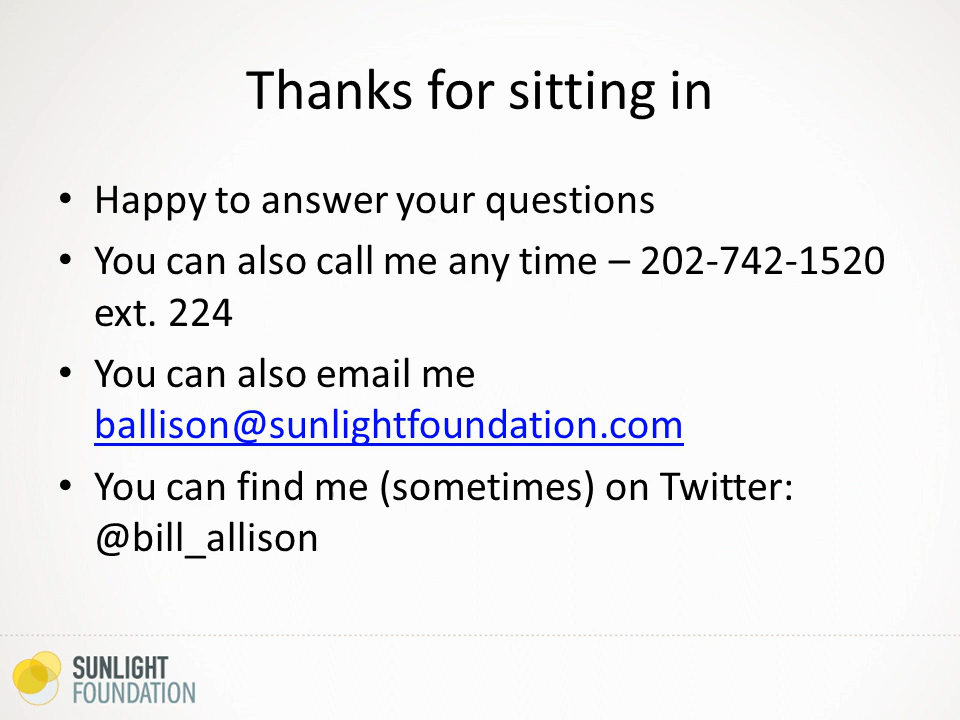 Thanks for sitting in
• Happy to answer your questions
• You can also call me any time – 202-742-1520
ext. 224
• You can also email me
ballison@sunlightfoundation.com
• You can find me (sometimes) on Twitter:
@bill_allison
SUNLIGHT
FOUNDATION